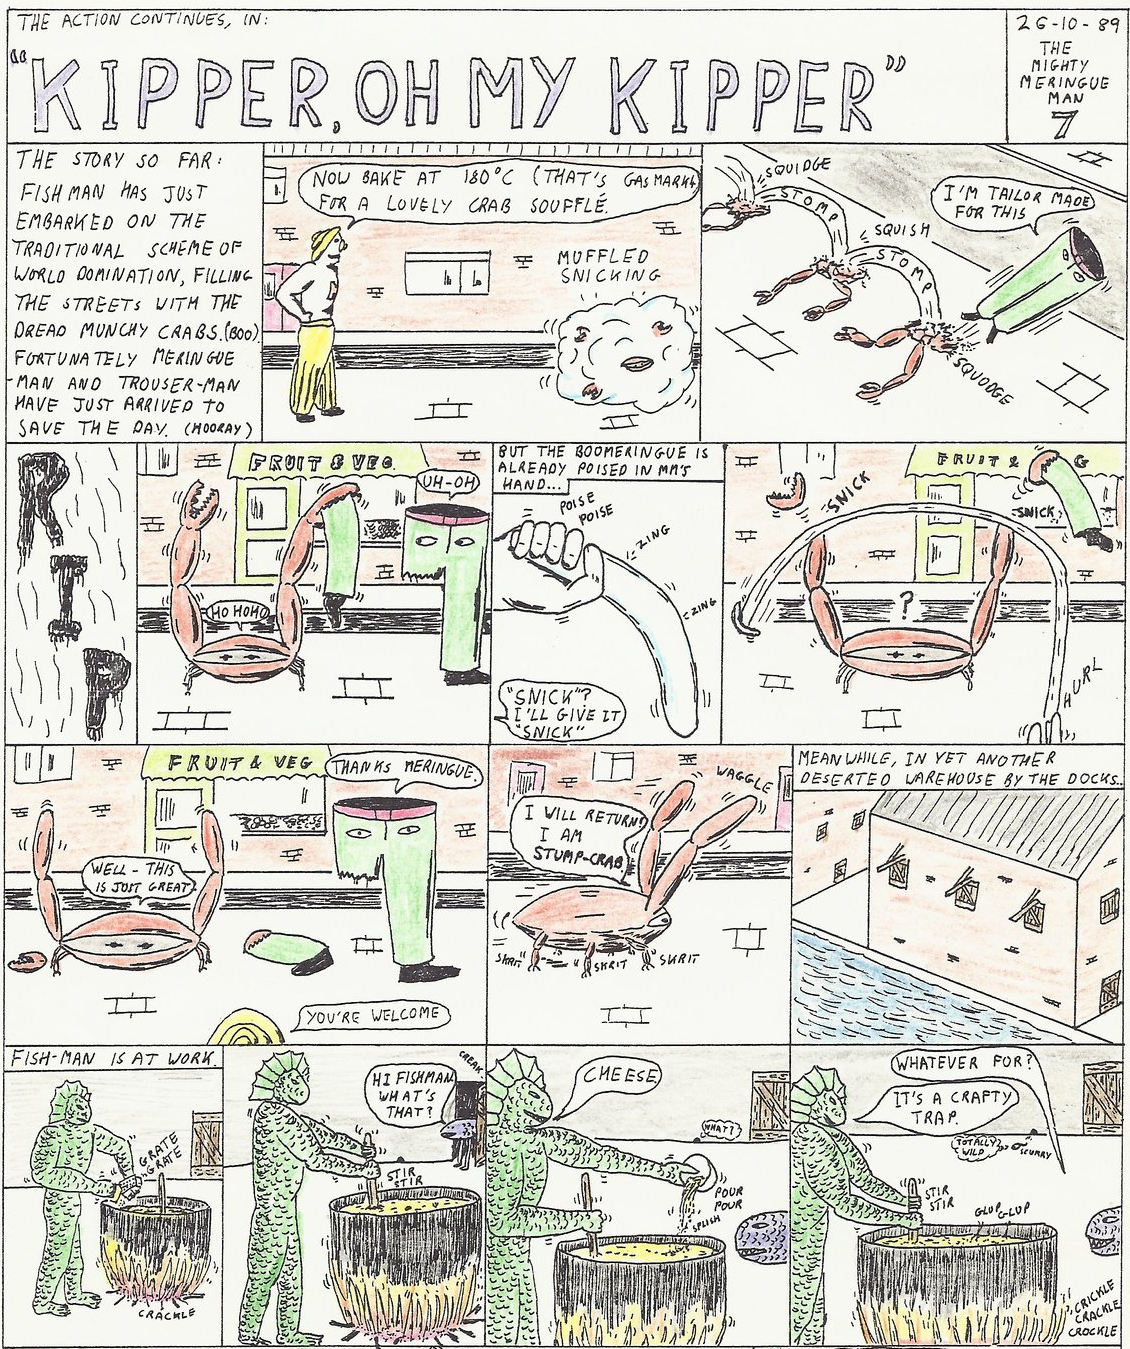 THE ACTION CONTINUES, IN:
"KIPPER, OH MY KIPPER"
26-10-89
THE
MIGHTY
MERINGUE
MAN
7
THE STORY SO FAR:
FISH MAN HAS JUST
EMBARKED ON THE
TRADITIONAL SCHEME OF
WORLD DOMINATION, FILLING
THE STREETS WITH THE
DREAD MUNCHY CRABS. (BOO).
FORTUNATELY MERINGUE
-MAN AND TROUSER-MAN
HAVE JUST ARRIVED TO
SAVE THE DAY. (HOORAY)
NOW BAKE AT 180°C (THAT'S GAS MARK 4)
FOR A LOVELY CRAB SOUFFLÉ.
MUFFLED
SNICKING
SQUIDGE
STOMP
SQUISH
STOMP
SQUODGE
I'M TAILOR MADE
FOR THIS
RIP
FRUIT & VEG.
UH-OH
HO HOHO
BUT THE BOOMERINGUE IS
ALREADY POISED IN MM'S
HAND...
POISE
POISE
ZING
ZING
"SNICK"?
I'LL GIVE IT
"SNICK"
FRUIT & G
SNICK
SNICK
?
HURL
FRUIT & VEG
THANKS MERINGUE.
WELL - THIS
IS JUST GREAT
YOU'RE WELCOME
I WILL RETURN!
I AM
STUMP-CRAB
WAGGLE
SKRIT
SKRIT
SKRIT
MEANWHILE, IN YET ANOTHER
DESERTED WAREHOUSE BY THE DOCKS...
FISH-MAN IS AT WORK.
GRATE
GRATE
CRACKLE
HI FISHMAN
WHAT'S
THAT?
CREAK
STIR
STIR
CHEESE
WHAT?
POUR
POUR
SPLISH
WHATEVER FOR?
IT'S A CRAFTY
TRAP.
TOTALLY
WILD
SCURRY
STIR
STIR
GLUP GLUP
CRICKLE
CRACKLE
CROCKLE